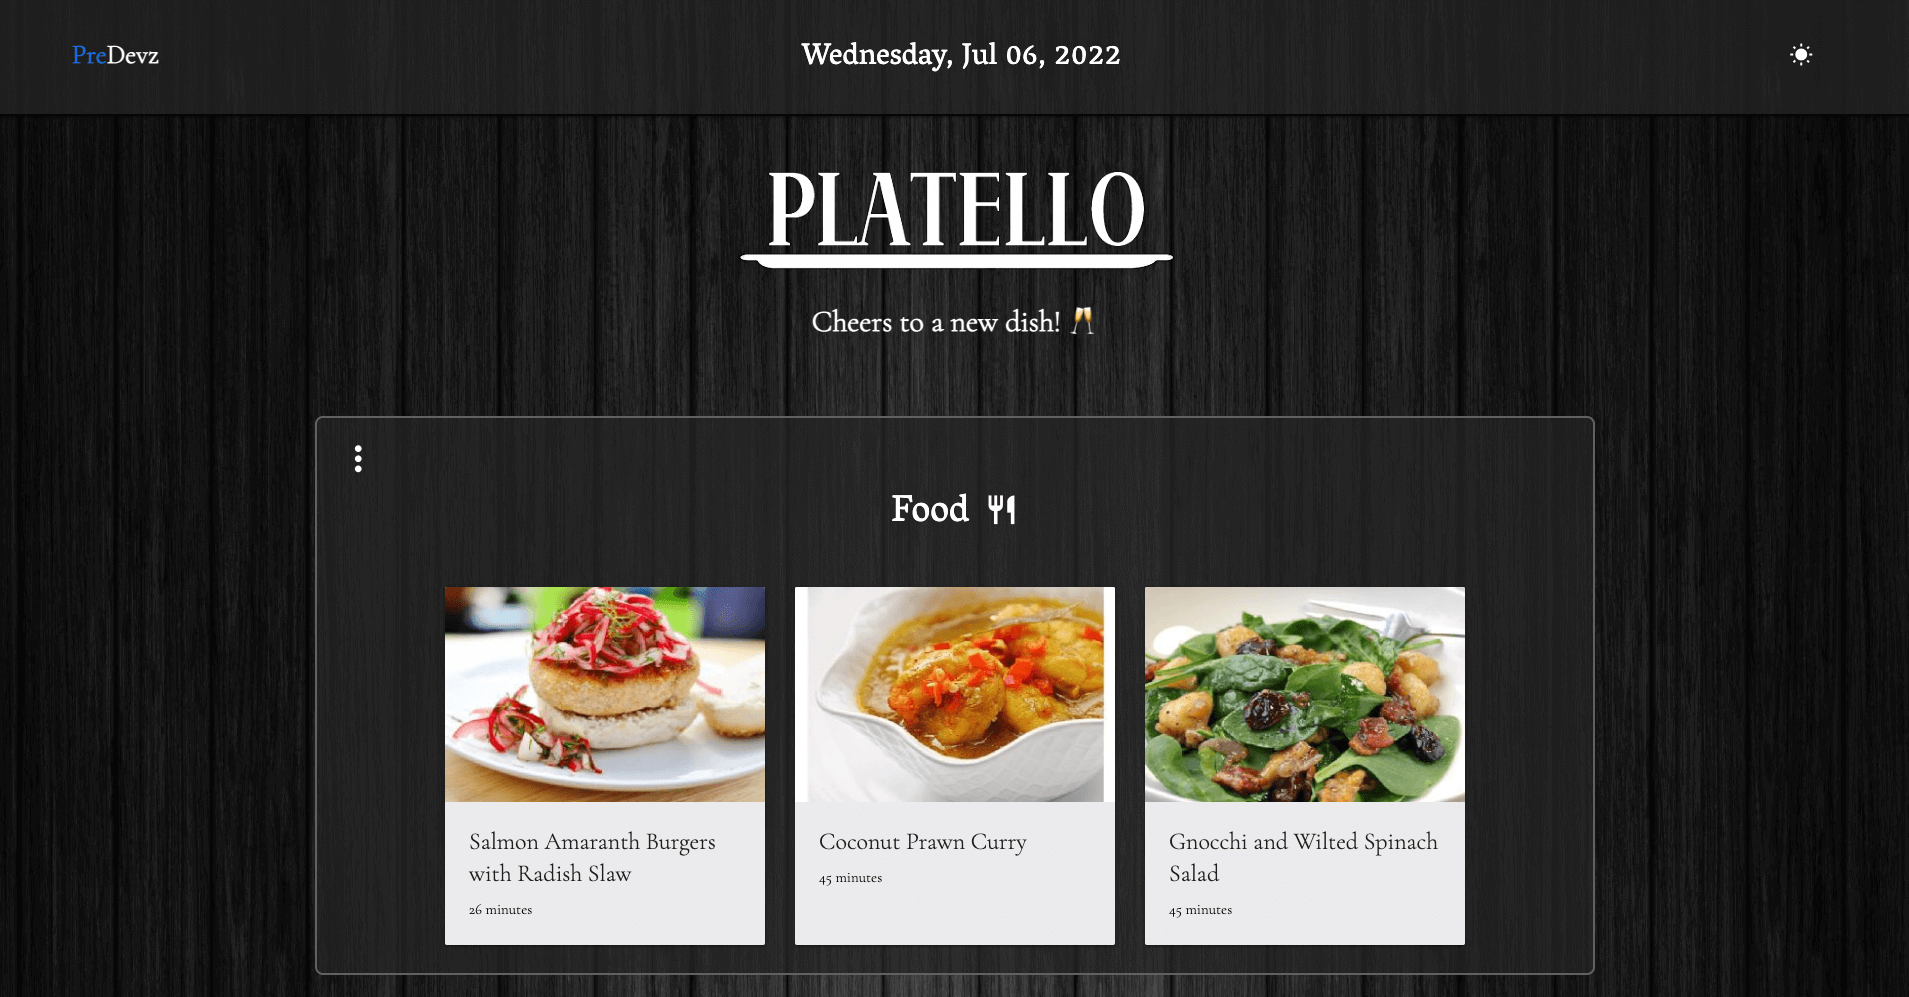 PreDevz
Wednesday, Jul 06, 2022
PLATELLO
Cheers to a new dish! 🥂
Food
Salmon Amaranth Burgers
with Radish Slaw
26 minutes
Coconut Prawn Curry
45 minutes
Gnocchi and Wilted Spinach
Salad
45 minutes